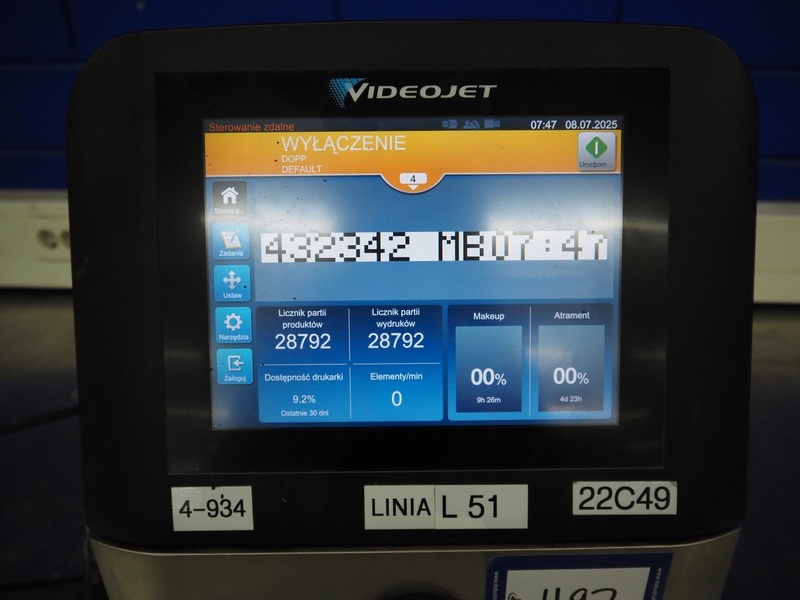 VIDEOJET
Sterowanie zdalne 07:47 08.07.2025
WYŁĄCZENIE
DOPP
DEFAULT
Uruchom...
4
Strona g...
432342 MB07:47
Zadania
Ustaw
Narzędzia
Zaloguj
Licznik partii produktów
28792
Licznik partii wydruków
28792
Dostępność drukarki
9.2%
Ostatnie 30 dni
Elementy/min
0
Makeup
00%
9h 26m
Atrament
00%
4d 23h
4-934
LINIA L 51
22C49